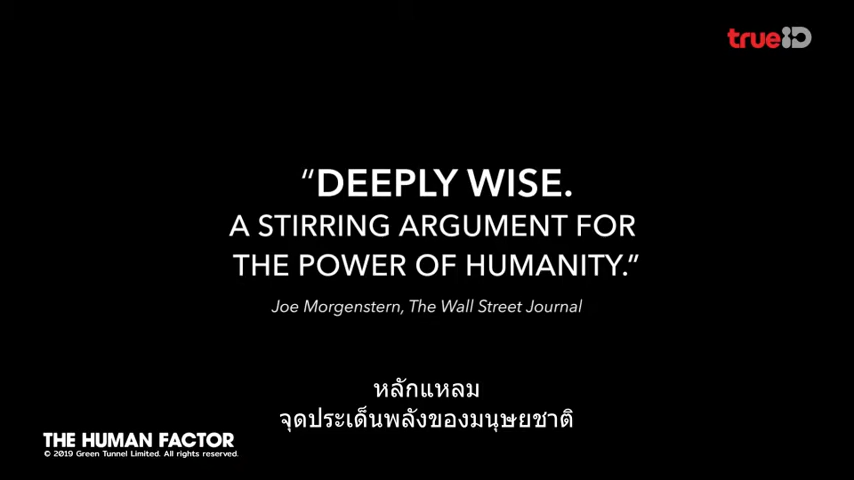 trueiD
“DEEPLY WISE.
A STIRRING ARGUMENT FOR
THE POWER OF HUMANITY.”
Joe Morgenstern, The Wall Street Journal
หลักแหลม
จุดประเด็นพลังของมนุษยชาติ
THE HUMAN FACTOR
© 2019 Green Tunnel Limited. All rights reserved.